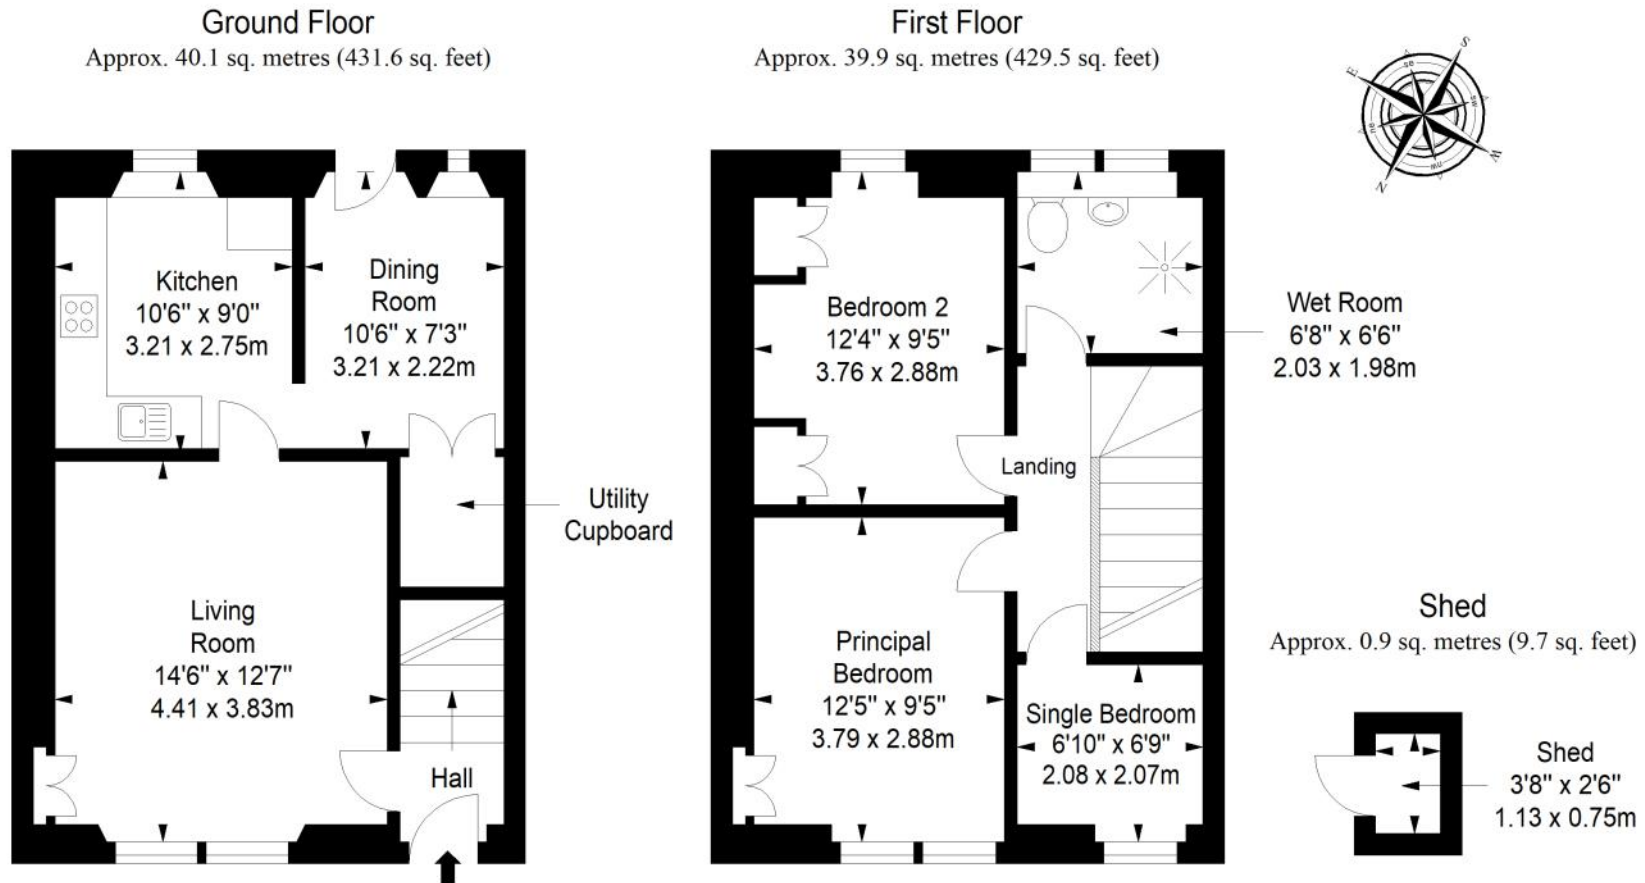 Ground Floor
Approx. 40.1 sq. metres (431.6 sq. feet)
First Floor
Approx. 39.9 sq. metres (429.5 sq. feet)
S
se
E
sw
ne
W
nw
N
Kitchen
10'6" x 9'0"
3.21 x 2.75m
Dining
Room
10'6" x 7'3"
3.21 x 2.22m
Utility
Cupboard
Living
Room
14'6" x 12'7"
4.41 x 3.83m
Hall
Bedroom 2
12'4" x 9'5"
3.76 x 2.88m
Wet Room
6'8" x 6'6"
2.03 x 1.98m
Landing
Principal
Bedroom
12'5" x 9'5"
3.79 x 2.88m
Single Bedroom
6'10" x 6'9"
2.08 x 2.07m
Shed
Approx. 0.9 sq. metres (9.7 sq. feet)
Shed
3'8" x 2'6"
1.13 x 0.75m